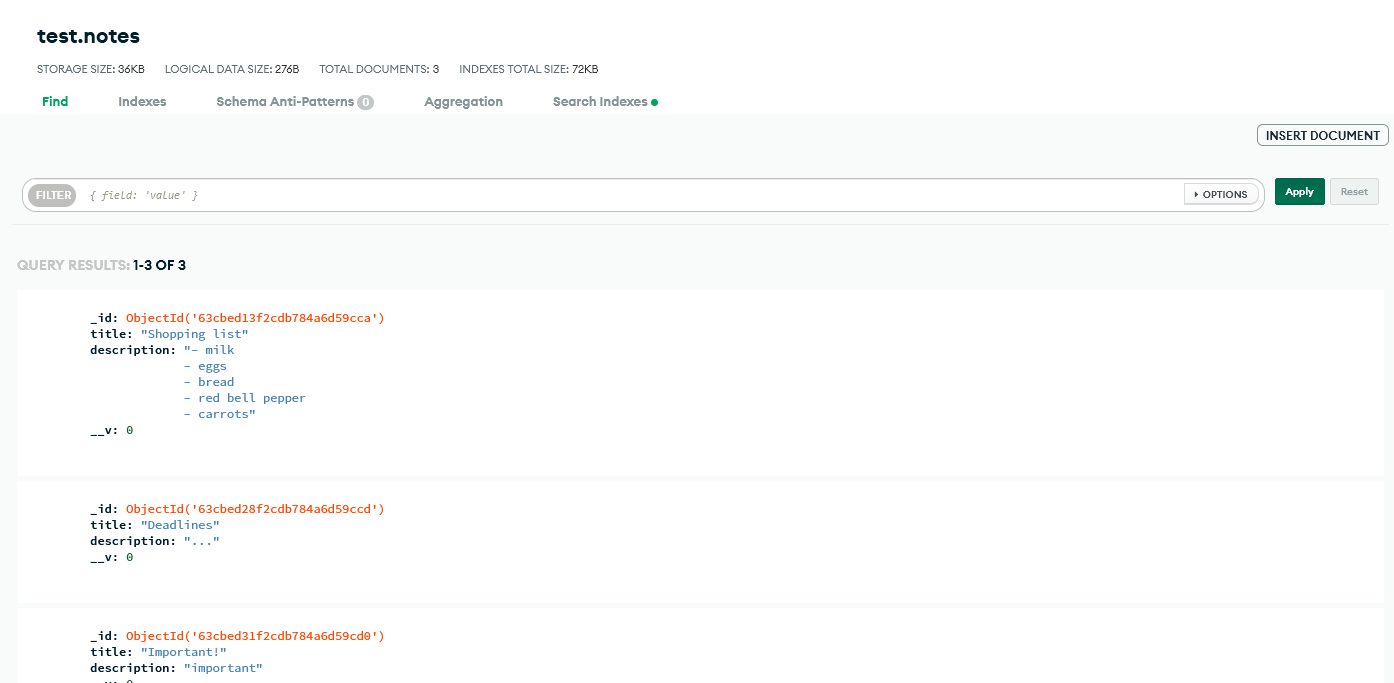 test.notes
STORAGE SIZE: 36KB LOGICAL DATA SIZE: 276B TOTAL DOCUMENTS: 3 INDEXES TOTAL SIZE: 72KB
Find Indexes Schema Anti-Patterns 0 Aggregation Search Indexes
INSERT DOCUMENT
FILTER { field: 'value' } OPTIONS Apply Reset
QUERY RESULTS: 1-3 OF 3
_id: ObjectId('63cbed13f2cdb784a6d59cca')
title: "Shopping list"
description: "- milk
- eggs
- bread
- red bell pepper
- carrots"
__v: 0
_id: ObjectId('63cbed28f2cdb784a6d59ccd')
title: "Deadlines"
description: "..."
__v: 0
_id: ObjectId('63cbed31f2cdb784a6d59cd0')
title: "Important!"
description: "important"